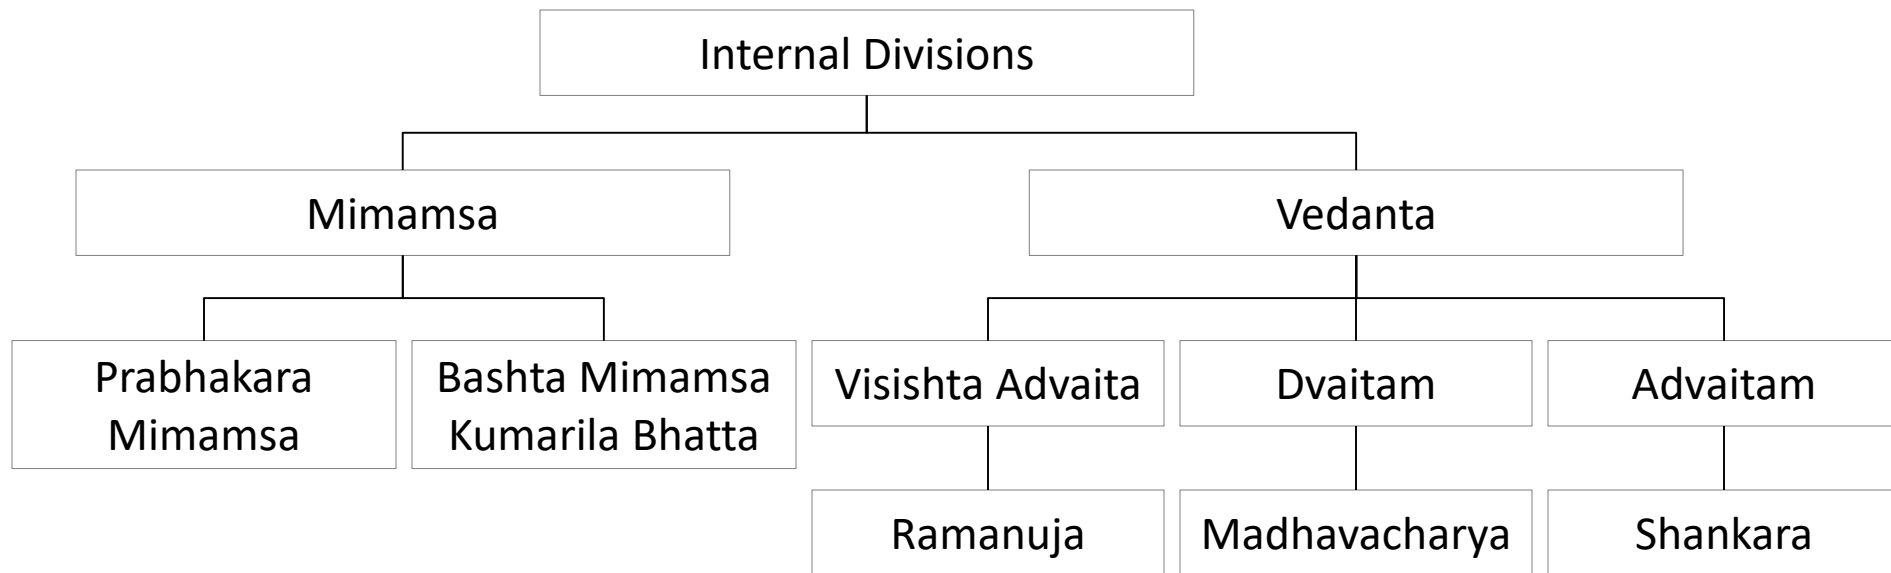 Internal Divisions
Mimamsa
Vedanta
Prabhakara
Mimamsa
Bashta Mimamsa
Kumarila Bhatta
Visishta Advaita
Dvaitam
Advaitam
Ramanuja
Madhavacharya
Shankara